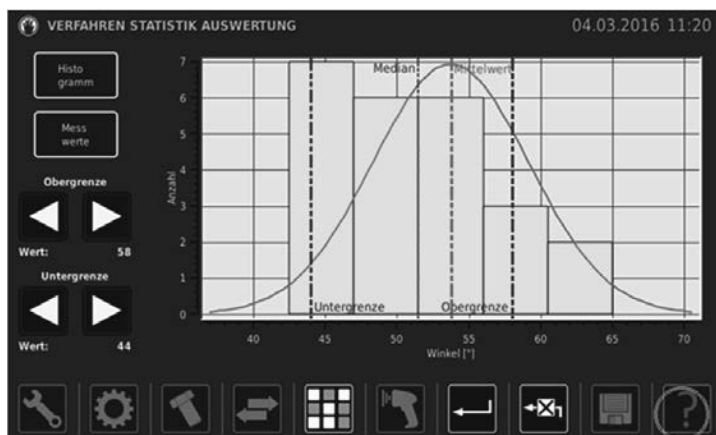 VERFAHREN STATISTIK AUSWERTUNG
04.03.2016 11:20
Histo
gramm
Mess
werte
Obergrenze
Wert: 58
Untergrenze
Wert: 44
7
6
5
4
3
2
1
0
Anzahl
Median
Mittelwert
Untergrenze
Obergrenze
40 45 50 55 60 65 70
Winkel [°]
?